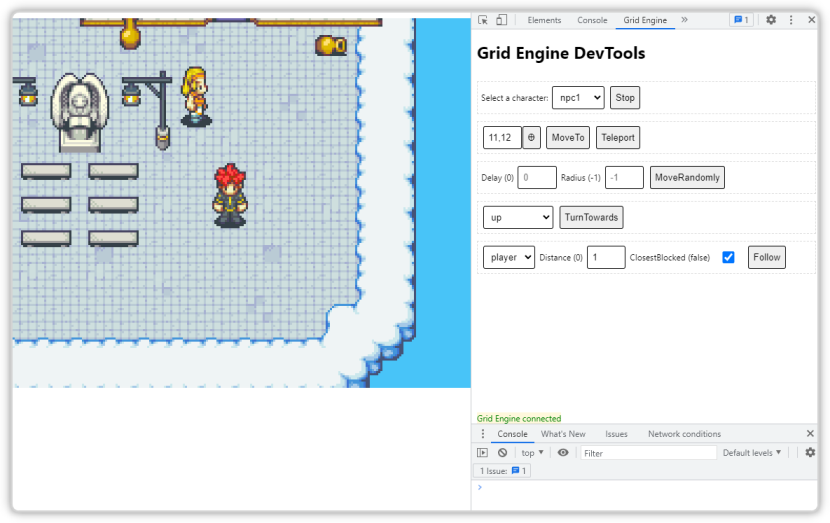 Elements Console Grid Engine » 1
Grid Engine DevTools
Select a character: npc1 Stop
11,12 MoveTo Teleport
Delay (0) 0 Radius (-1) -1 MoveRandomly
up TurnTowards
player Distance (0) 1 ClosestBlocked (false) Follow
Grid Engine connected
Console What's New Issues Network conditions
top ▼ Filter Default levels ▼
1 Issue: 1